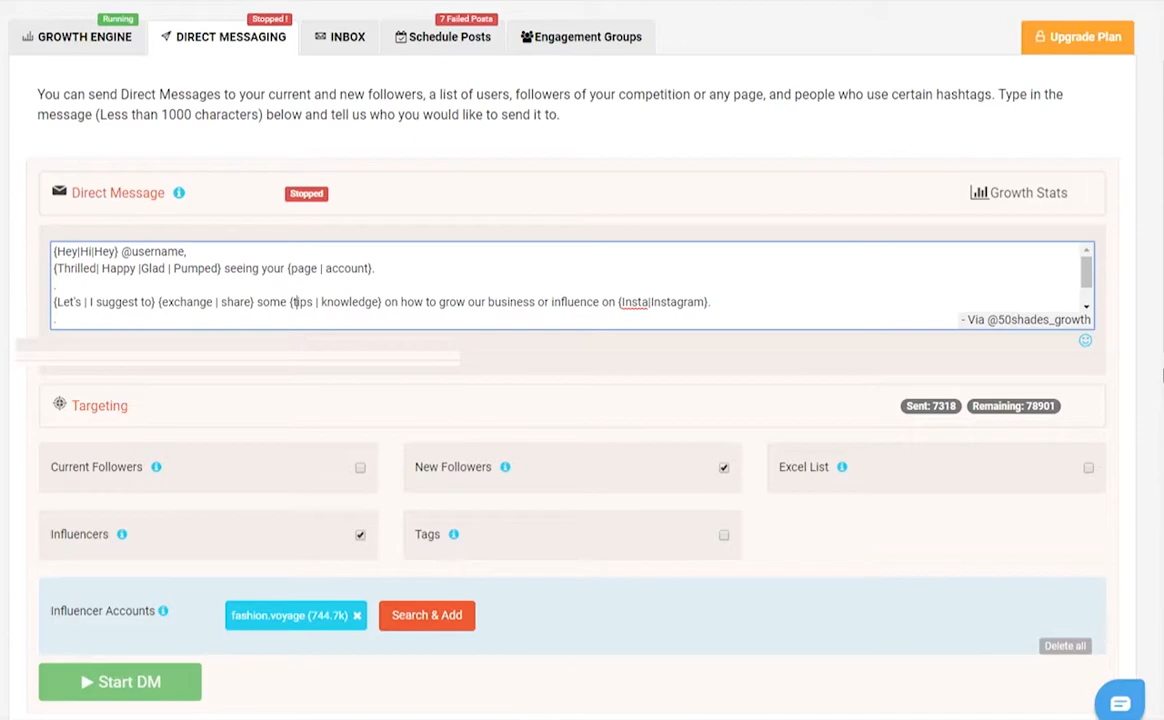 Running
Stopped !
7 Failed Posts
GROWTH ENGINE
DIRECT MESSAGING
INBOX
Schedule Posts
Engagement Groups
Upgrade Plan
You can send Direct Messages to your current and new followers, a list of users, followers of your competition or any page, and people who use certain hashtags. Type in the
message (Less than 1000 characters) below and tell us who you would like to send it to.
Direct Message
Stopped
Growth Stats
{Hey|Hi|Hey} @username,
{Thrilled| Happy |Glad | Pumped} seeing your {page | account}.
.
{Let's | I suggest to} {exchange | share} some {tips | knowledge} on how to grow our business or influence on {Insta|Instagram}.
.
- Via @50shades_growth
Targeting
Sent: 7318
Remaining: 78901
Current Followers
New Followers
Excel List
Influencers
Tags
Influencer Accounts
fashion.voyage (744.7k) ×
Search & Add
Delete all
Start DM